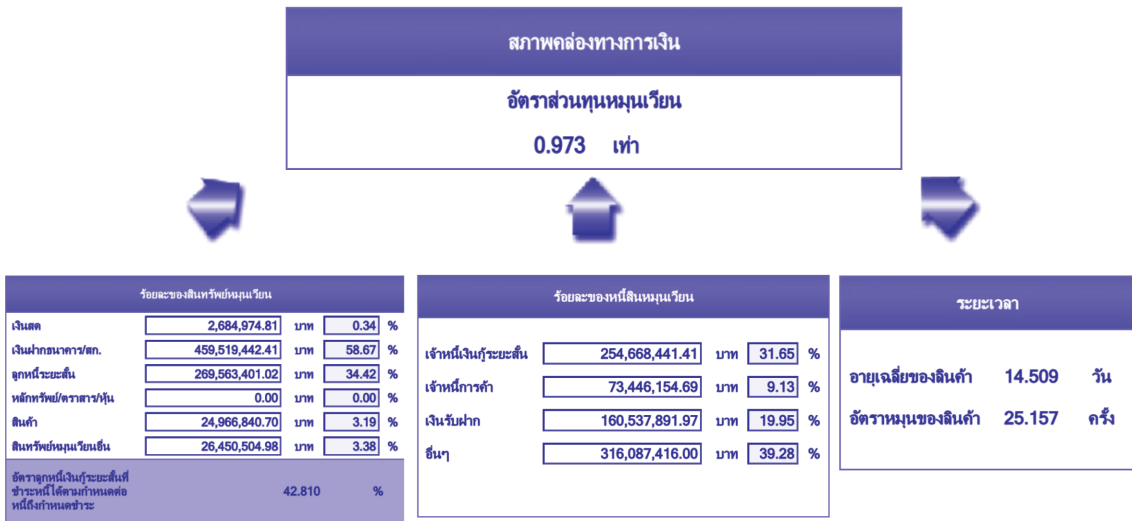 สภาพคล่องทางการเงิน
อัตราส่วนทุนหมุนเวียน
0.973 เท่า
ร้อยละของสินทรัพย์หมุนเวียน
เงินสด 2,684,974.81 บาท 0.34 %
เงินฝากธนาคาร/สก. 459,519,442.41 บาท 58.67 %
ลูกหนี้ระยะสั้น 269,563,401.02 บาท 34.42 %
หลักทรัพย์/ตราสาร/หุ้น 0.00 บาท 0.00 %
สินค้า 24,966,840.70 บาท 3.19 %
สินทรัพย์หมุนเวียนอื่น 26,450,504.98 บาท 3.38 %
อัตราลูกหนี้เงินกู้ระยะสั้นที่
ชำระหนี้ได้ตามกำหนดต่อ 42.810 %
หนี้ถึงกำหนดชำระ
ร้อยละของหนี้สินหมุนเวียน
เจ้าหนี้เงินกู้ระยะสั้น 254,668,441.41 บาท 31.65 %
เจ้าหนี้การค้า 73,446,154.69 บาท 9.13 %
เงินรับฝาก 160,537,891.97 บาท 19.95 %
อื่นๆ 316,087,416.00 บาท 39.28 %
ระยะเวลา
อายุเฉลี่ยของสินค้า 14.509 วัน
อัตราหมุนของสินค้า 25.157 ครั้ง